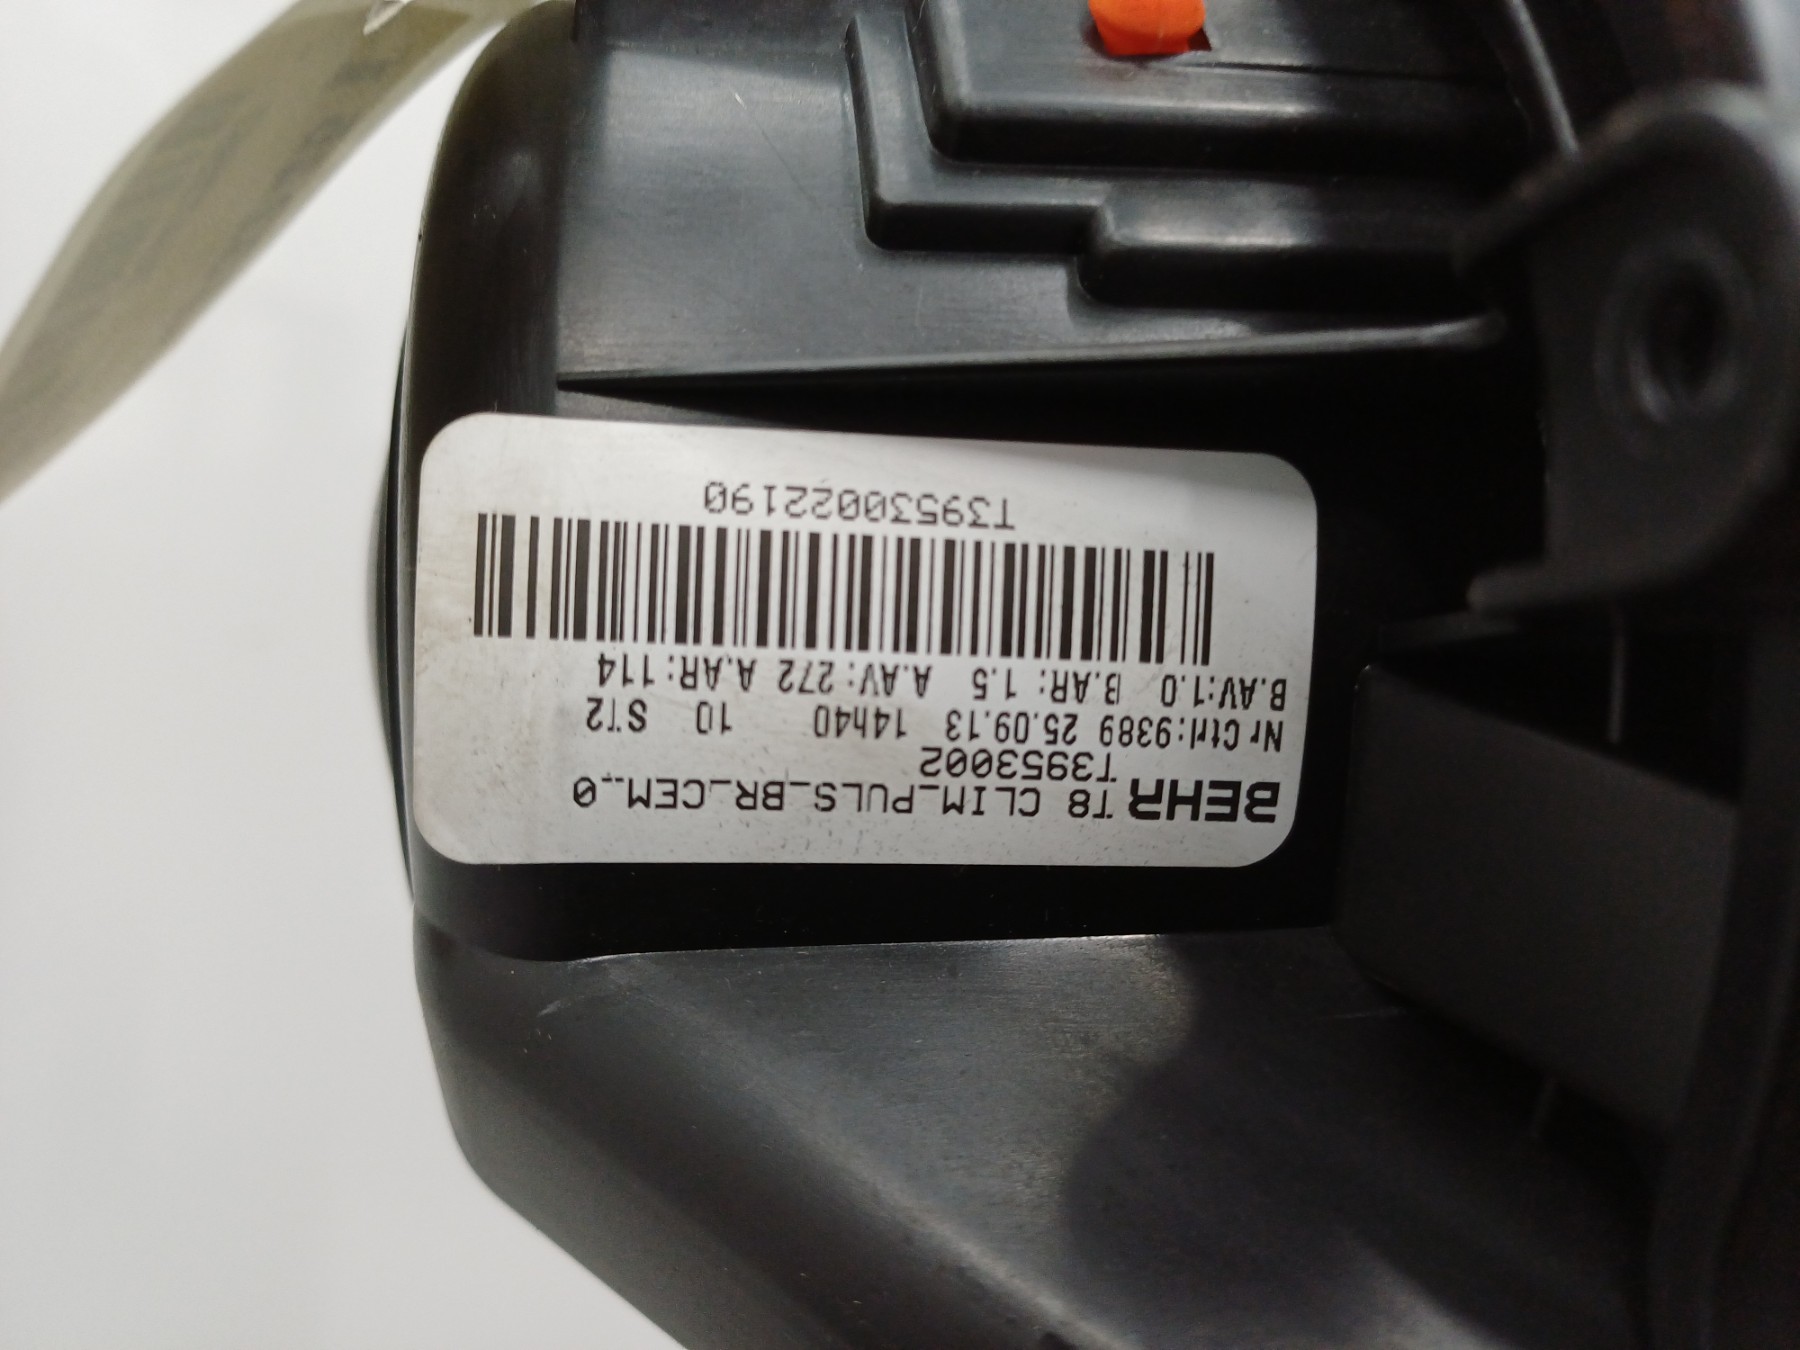 BEHR T8 CLIM_PULS_BR_CEM_0
T3953002
Nr Ctrl:9389 25.09.13 14h40 10 ST2
B.AV:1.0 B.AR: 1.5 A.AV:272 A.AR:114
T39530022190